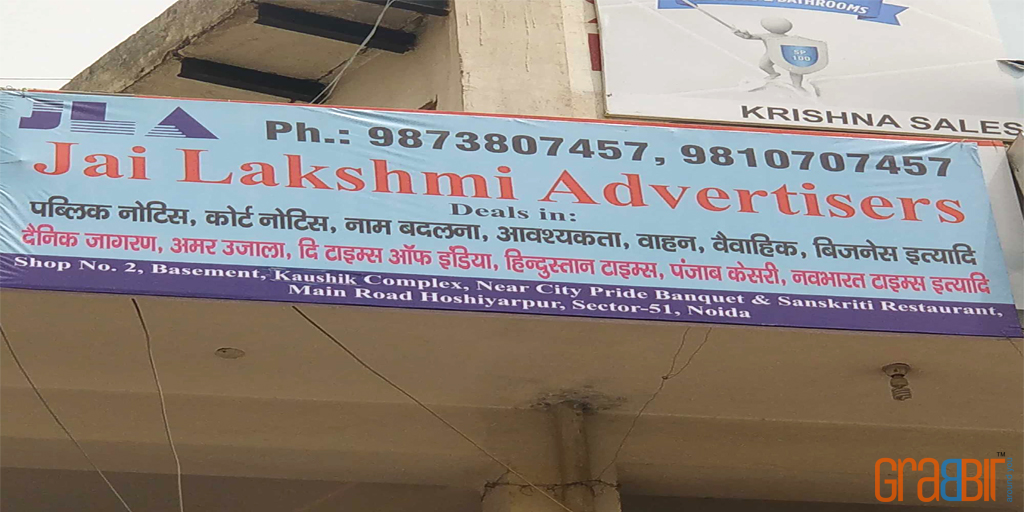 BATHROOMS
SP
100
KRISHNA SALES
JLA
Ph.: 9873807457, 9810707457
Jai Lakshmi Advertisers
Deals in:
पब्लिक नोटिस, कोर्ट नोटिस, नाम बदलना, आवश्यकता, वाहन, वैवाहिक, बिजनेस इत्यादि
दैनिक जागरण, अमर उजाला, दि टाइम्स ऑफ इंडिया, हिन्दुस्तान टाइम्स, पंजाब केसरी, नवभारत टाइम्स इत्यादि
Shop No. 2, Basement, Kaushik Complex, Near City Pride Banquet & Sanskriti Restaurant,
Main Road Hoshiyarpur, Sector-51, Noida
GRABBIT
TM